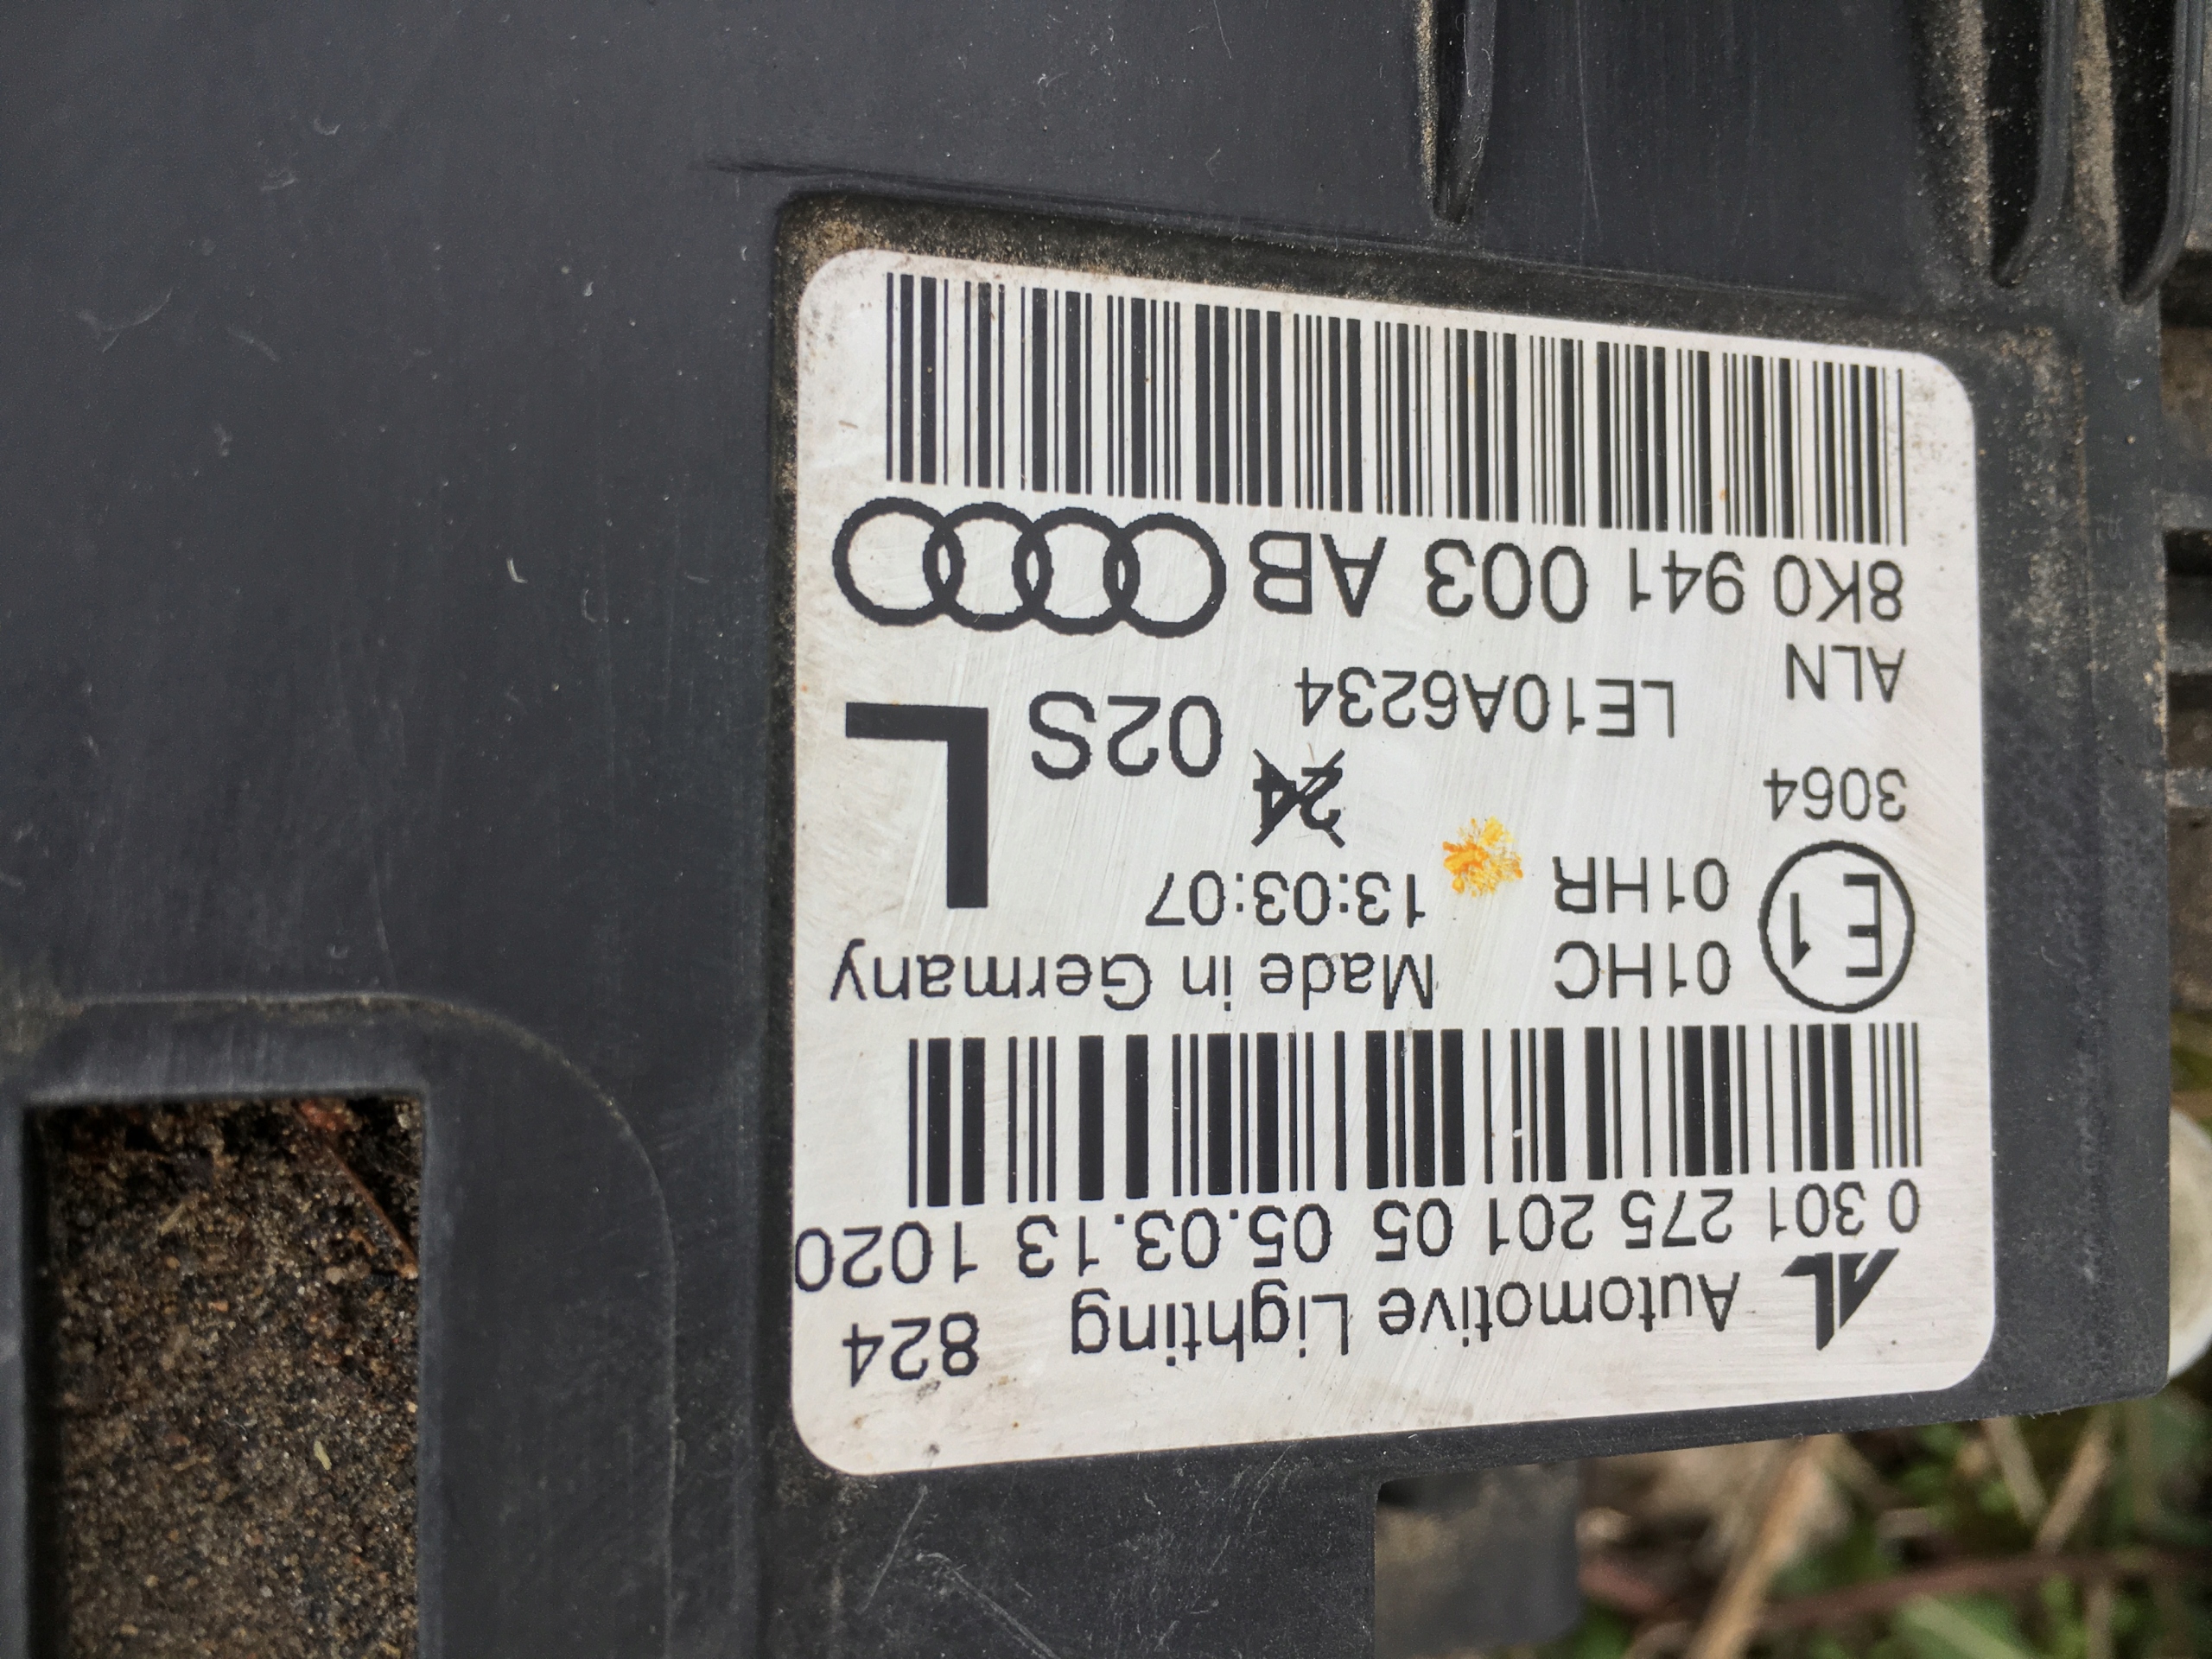 824
Automotive Lighting
0 301 275 201 05 05.03.13 1020
E1
01HC
Made in Germany
01HR
13:03:07
3064
24
02S
L
ALN
LE10A6234
8K0 941 003 AB